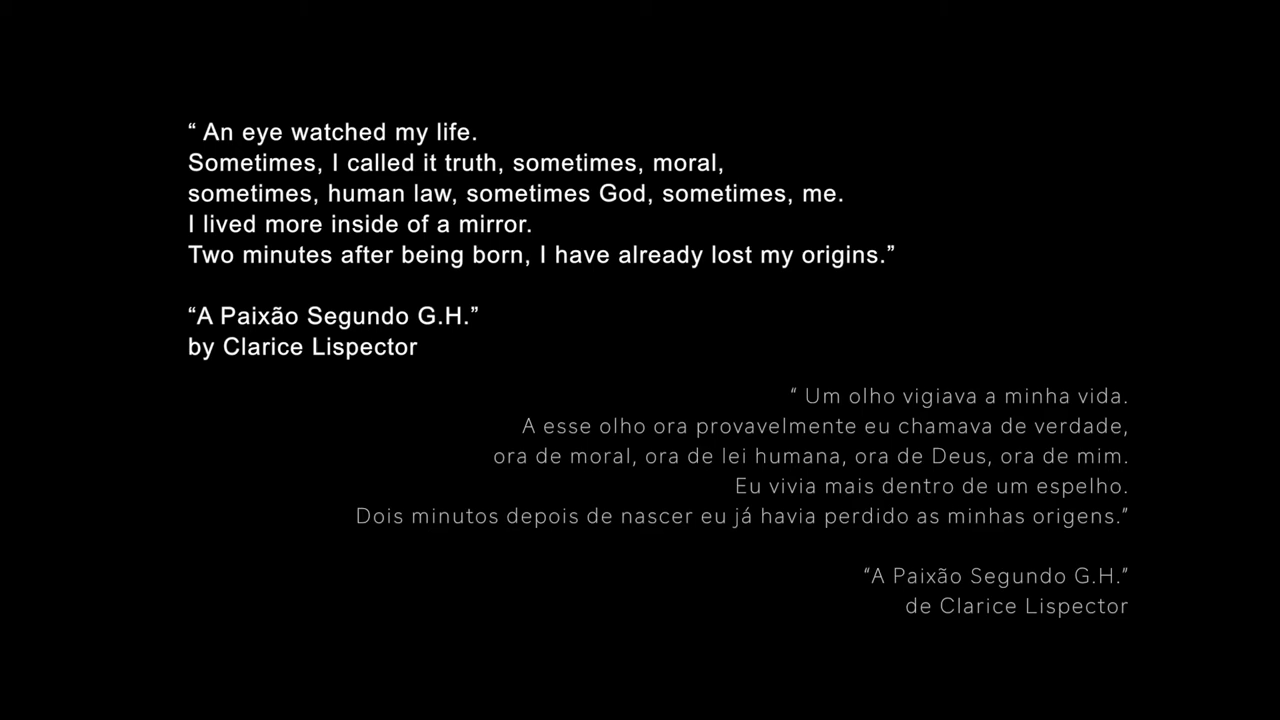 “ An eye watched my life.
Sometimes, I called it truth, sometimes, moral,
sometimes, human law, sometimes God, sometimes, me.
I lived more inside of a mirror.
Two minutes after being born, I have already lost my origins.”
“A Paixão Segundo G.H.”
by Clarice Lispector
“ Um olho vigiava a minha vida.
A esse olho ora provavelmente eu chamava de verdade,
ora de moral, ora de lei humana, ora de Deus, ora de mim.
Eu vivia mais dentro de um espelho.
Dois minutos depois de nascer eu já havia perdido as minhas origens.”
“A Paixão Segundo G.H.”
de Clarice Lispector